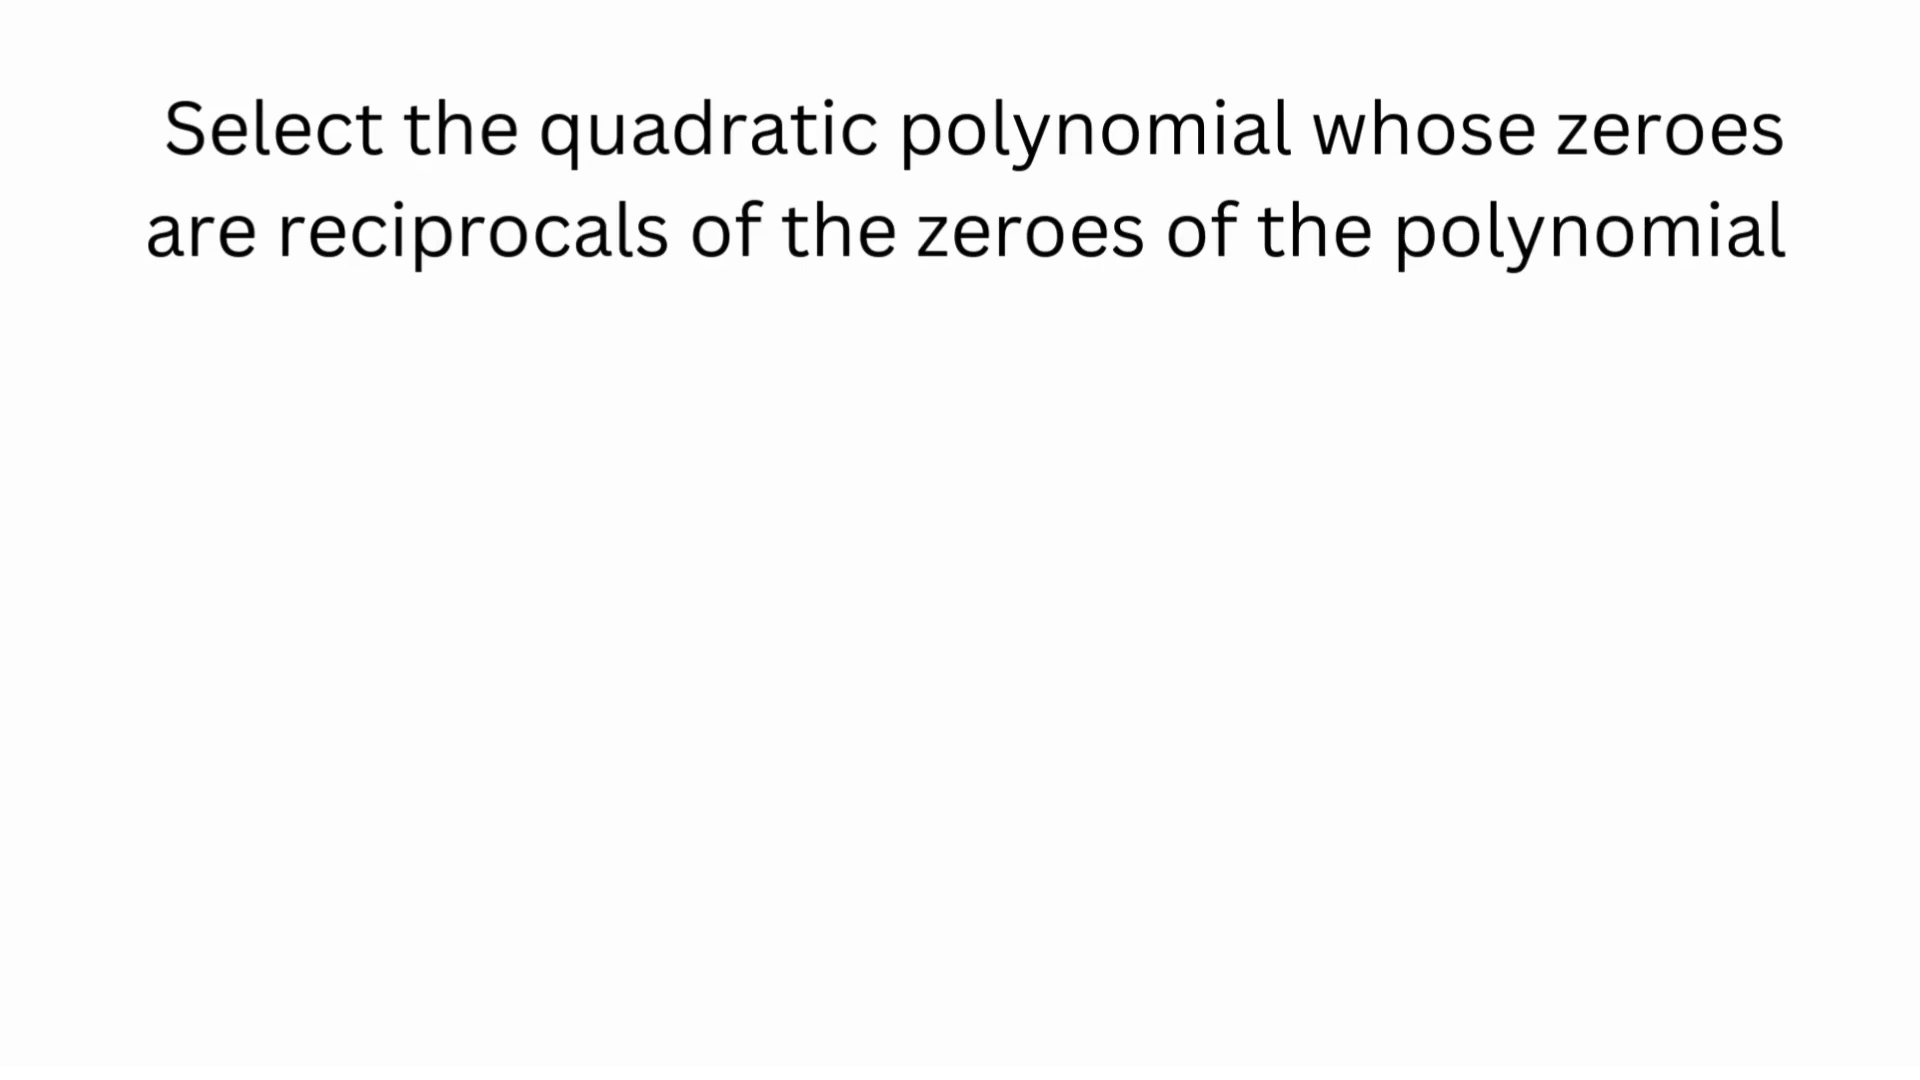 Select the quadratic polynomial whose zeroes
are reciprocals of the zeroes of the polynomial